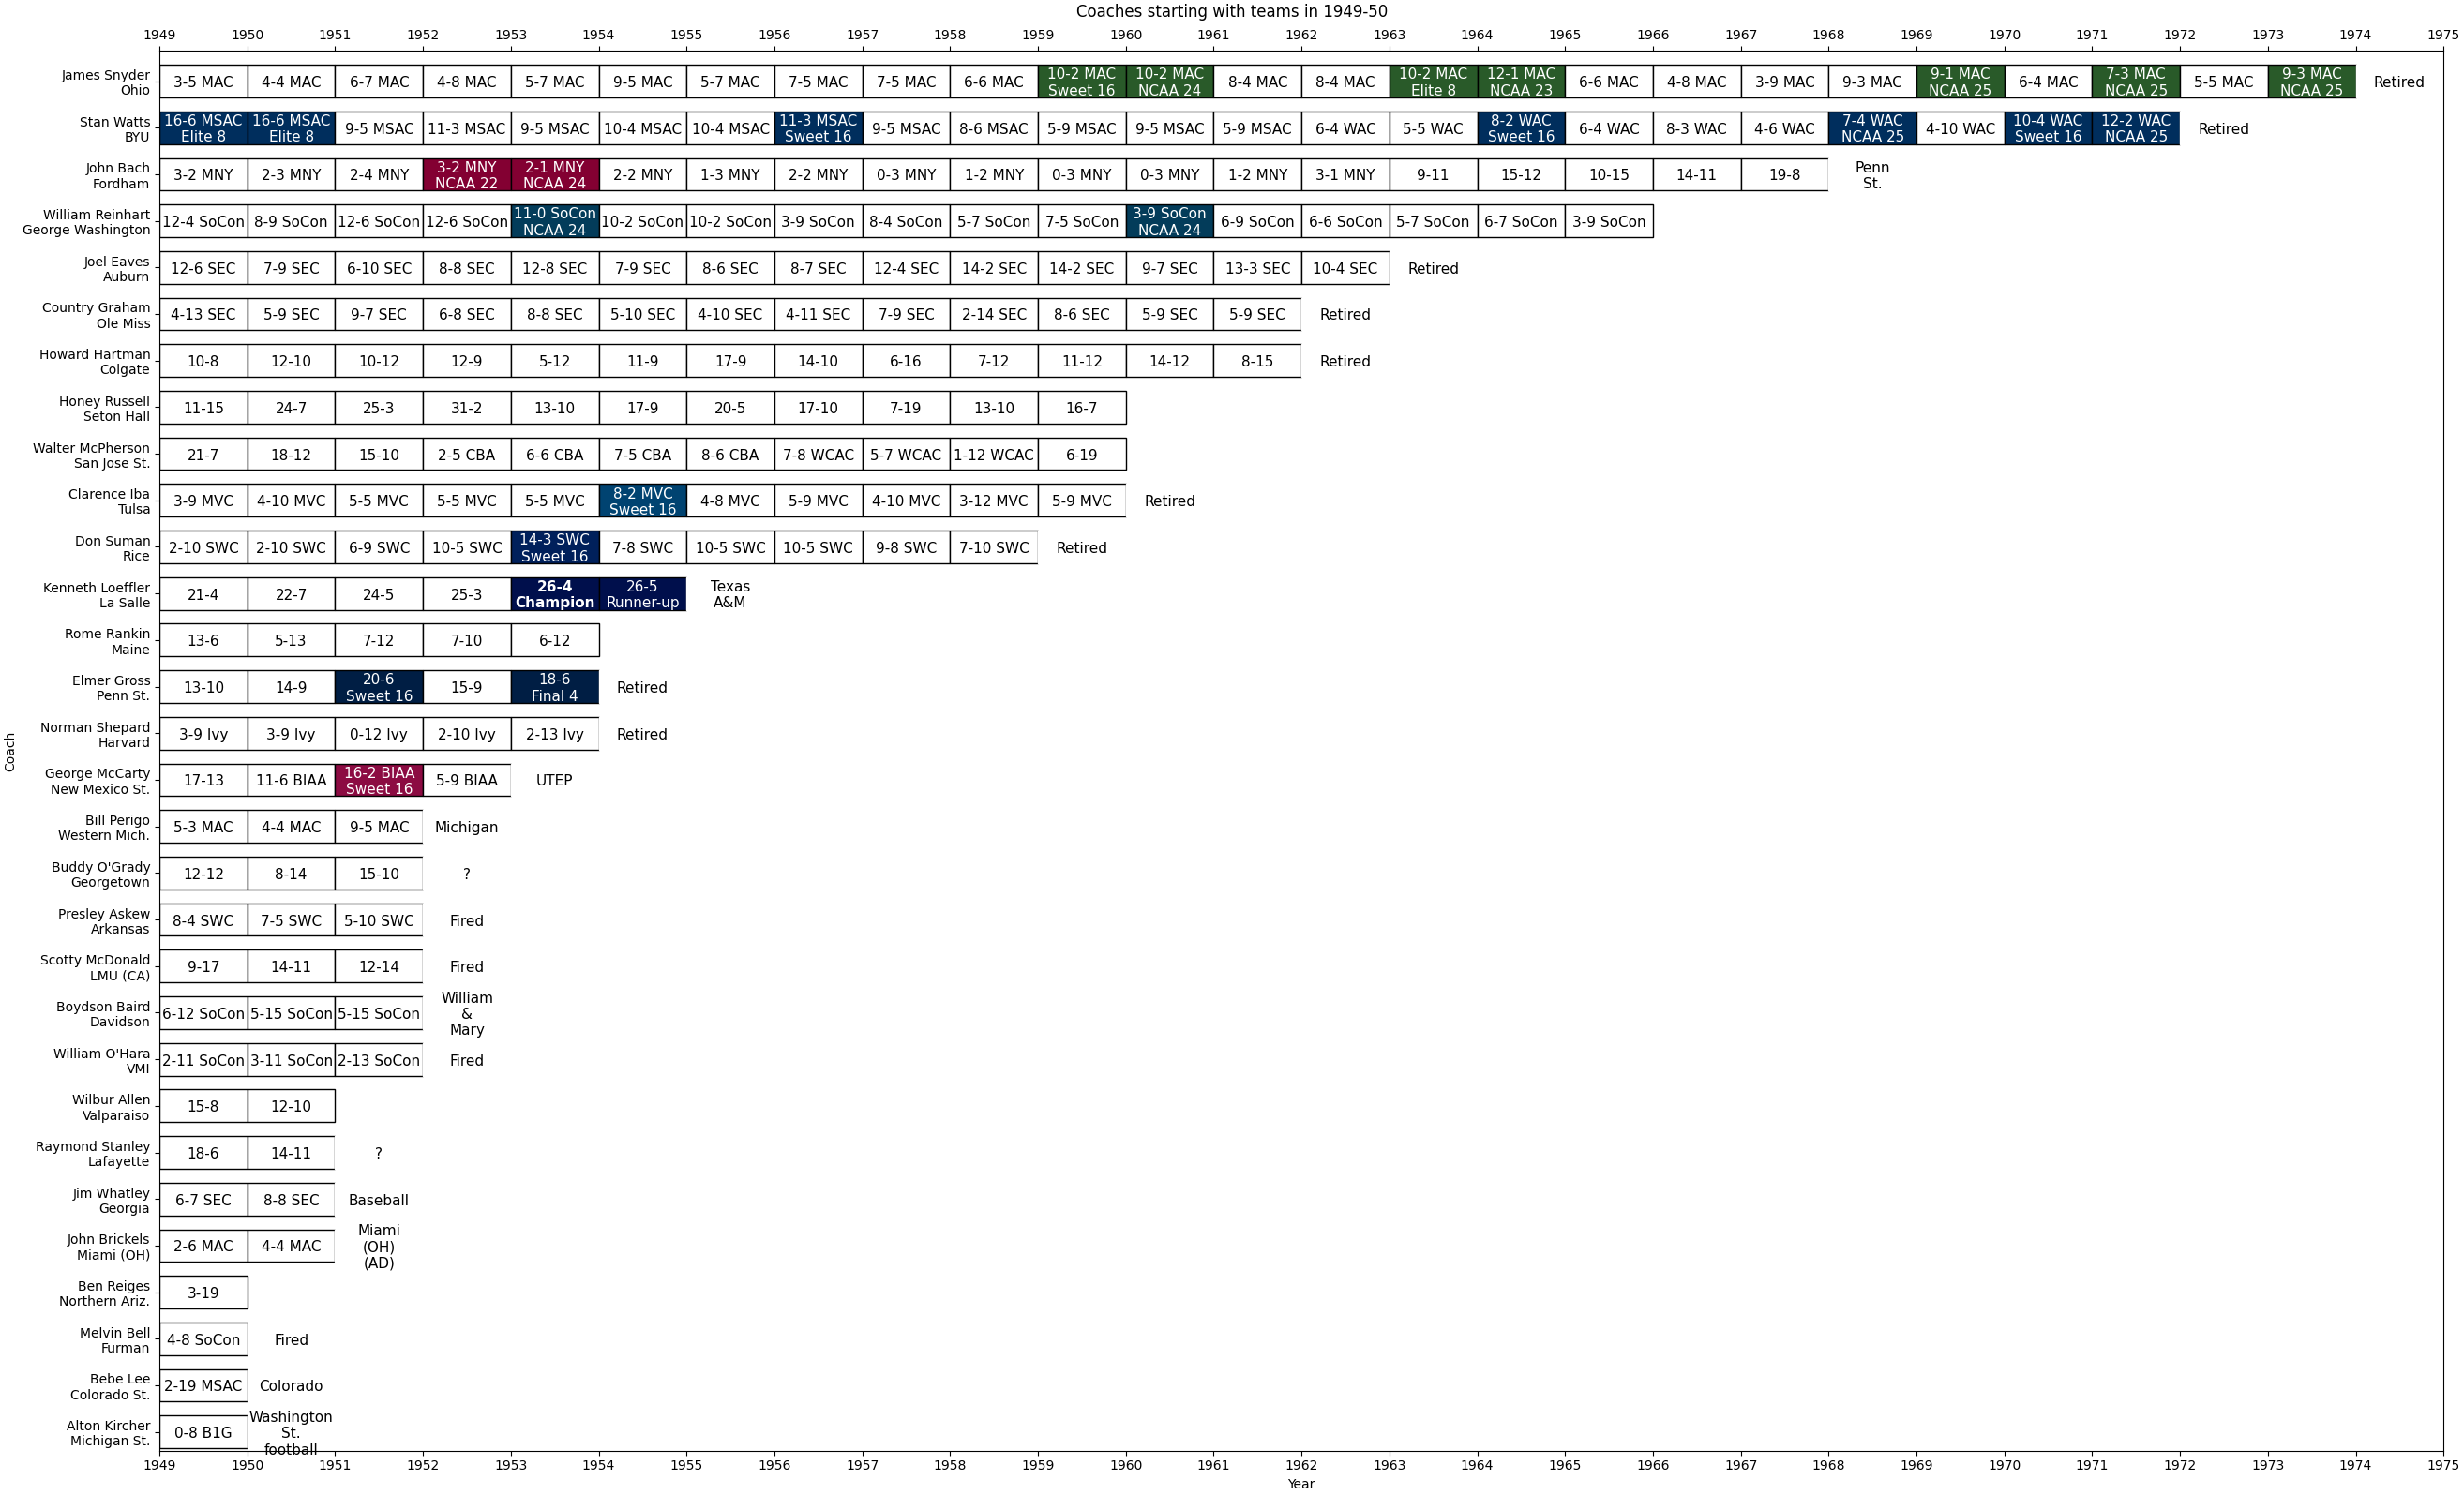 Coaches starting with teams in 1949-50
1949 1950 1951 1952 1953 1954 1955 1956 1957 1958 1959 1960 1961 1962 1963 1964 1965 1966 1967 1968 1969 1970 1971 1972 1973 1974 1975
James Snyder
Ohio
3-5 MAC 4-4 MAC 6-7 MAC 4-8 MAC 5-7 MAC 9-5 MAC 5-7 MAC 7-5 MAC 7-5 MAC 6-6 MAC 10-2 MAC 10-2 MAC 8-4 MAC 8-4 MAC 10-2 MAC 12-1 MAC 6-6 MAC 4-8 MAC 3-9 MAC 9-3 MAC 9-1 MAC 6-4 MAC 7-3 MAC 5-5 MAC 9-3 MAC Retired
Sweet 16 NCAA 24 Elite 8 NCAA 23 NCAA 25 NCAA 25 NCAA 25
Stan Watts
BYU
16-6 MSAC 16-6 MSAC 9-5 MSAC 11-3 MSAC 9-5 MSAC 10-4 MSAC 10-4 MSAC 11-3 MSAC 9-5 MSAC 8-6 MSAC 5-9 MSAC 9-5 MSAC 5-9 MSAC 6-4 WAC 5-5 WAC 8-2 WAC 6-4 WAC 8-3 WAC 4-6 WAC 7-4 WAC 4-10 WAC 10-4 WAC 12-2 WAC Retired
Elite 8 Elite 8 Sweet 16 Sweet 16 NCAA 25 Sweet 16 NCAA 25
John Bach
Fordham
3-2 MNY 2-3 MNY 2-4 MNY 3-2 MNY 2-1 MNY 2-2 MNY 1-3 MNY 2-2 MNY 0-3 MNY 1-2 MNY 0-3 MNY 0-3 MNY 1-2 MNY 3-1 MNY 9-11 15-12 10-15 14-11 19-8 Penn
NCAA 22 NCAA 24 St.
William Reinhart
George Washington
12-4 SoCon 8-9 SoCon 12-6 SoCon 12-6 SoCon 11-0 SoCon 10-2 SoCon 10-2 SoCon 3-9 SoCon 8-4 SoCon 5-7 SoCon 7-5 SoCon 3-9 SoCon 6-9 SoCon 6-6 SoCon 5-7 SoCon 6-7 SoCon 3-9 SoCon
NCAA 24 NCAA 24
Joel Eaves
Auburn
12-6 SEC 7-9 SEC 6-10 SEC 8-8 SEC 12-8 SEC 7-9 SEC 8-6 SEC 8-7 SEC 12-4 SEC 14-2 SEC 14-2 SEC 9-7 SEC 13-3 SEC 10-4 SEC Retired
Country Graham
Ole Miss
4-13 SEC 5-9 SEC 9-7 SEC 6-8 SEC 8-8 SEC 5-10 SEC 4-10 SEC 4-11 SEC 7-9 SEC 2-14 SEC 8-6 SEC 5-9 SEC 5-9 SEC Retired
Howard Hartman
Colgate
10-8 12-10 10-12 12-9 5-12 11-9 17-9 14-10 6-16 7-12 11-12 14-12 8-15 Retired
Honey Russell
Seton Hall
11-15 24-7 25-3 31-2 13-10 17-9 20-5 17-10 7-19 13-10 16-7
Walter McPherson
San Jose St.
21-7 18-12 15-10 2-5 CBA 6-6 CBA 7-5 CBA 8-6 CBA 7-8 WCAC 5-7 WCAC 1-12 WCAC 6-19
Clarence Iba
Tulsa
3-9 MVC 4-10 MVC 5-5 MVC 5-5 MVC 5-5 MVC 8-2 MVC 4-8 MVC 5-9 MVC 4-10 MVC 3-12 MVC 5-9 MVC Retired
Sweet 16
Don Suman
Rice
2-10 SWC 2-10 SWC 6-9 SWC 10-5 SWC 14-3 SWC 7-8 SWC 10-5 SWC 10-5 SWC 9-8 SWC 7-10 SWC Retired
Sweet 16
Kenneth Loeffler
La Salle
21-4 22-7 24-5 25-3 26-4 26-5 Texas
Champion Runner-up A&M
Rome Rankin
Maine
13-6 5-13 7-12 7-10 6-12
Elmer Gross
Penn St.
13-10 14-9 20-6 15-9 18-6 Retired
Sweet 16 Final 4
Norman Shepard
Harvard
3-9 Ivy 3-9 Ivy 0-12 Ivy 2-10 Ivy 2-13 Ivy Retired
Coach
George McCarty
New Mexico St.
17-13 11-6 BIAA 16-2 BIAA 5-9 BIAA UTEP
Sweet 16
Bill Perigo
Western Mich.
5-3 MAC 4-4 MAC 9-5 MAC Michigan
Buddy O'Grady
Georgetown
12-12 8-14 15-10 ?
Presley Askew
Arkansas
8-4 SWC 7-5 SWC 5-10 SWC Fired
Scotty McDonald
LMU (CA)
9-17 14-11 12-14 Fired
Boydson Baird
Davidson
6-12 SoCon 5-15 SoCon 5-15 SoCon William
&
Mary
William O'Hara
VMI
2-11 SoCon 3-11 SoCon 2-13 SoCon Fired
Wilbur Allen
Valparaiso
15-8 12-10
Raymond Stanley
Lafayette
18-6 14-11 ?
Jim Whatley
Georgia
6-7 SEC 8-8 SEC Baseball
John Brickels
Miami (OH)
2-6 MAC 4-4 MAC Miami
(OH)
(AD)
Ben Reiges
Northern Ariz.
3-19
Melvin Bell
Furman
4-8 SoCon Fired
Bebe Lee
Colorado St.
2-19 MSAC Colorado
Alton Kircher
Michigan St.
0-8 B1G Washington
St.
football
1949 1950 1951 1952 1953 1954 1955 1956 1957 1958 1959 1960 1961 1962 1963 1964 1965 1966 1967 1968 1969 1970 1971 1972 1973 1974 1975
Year